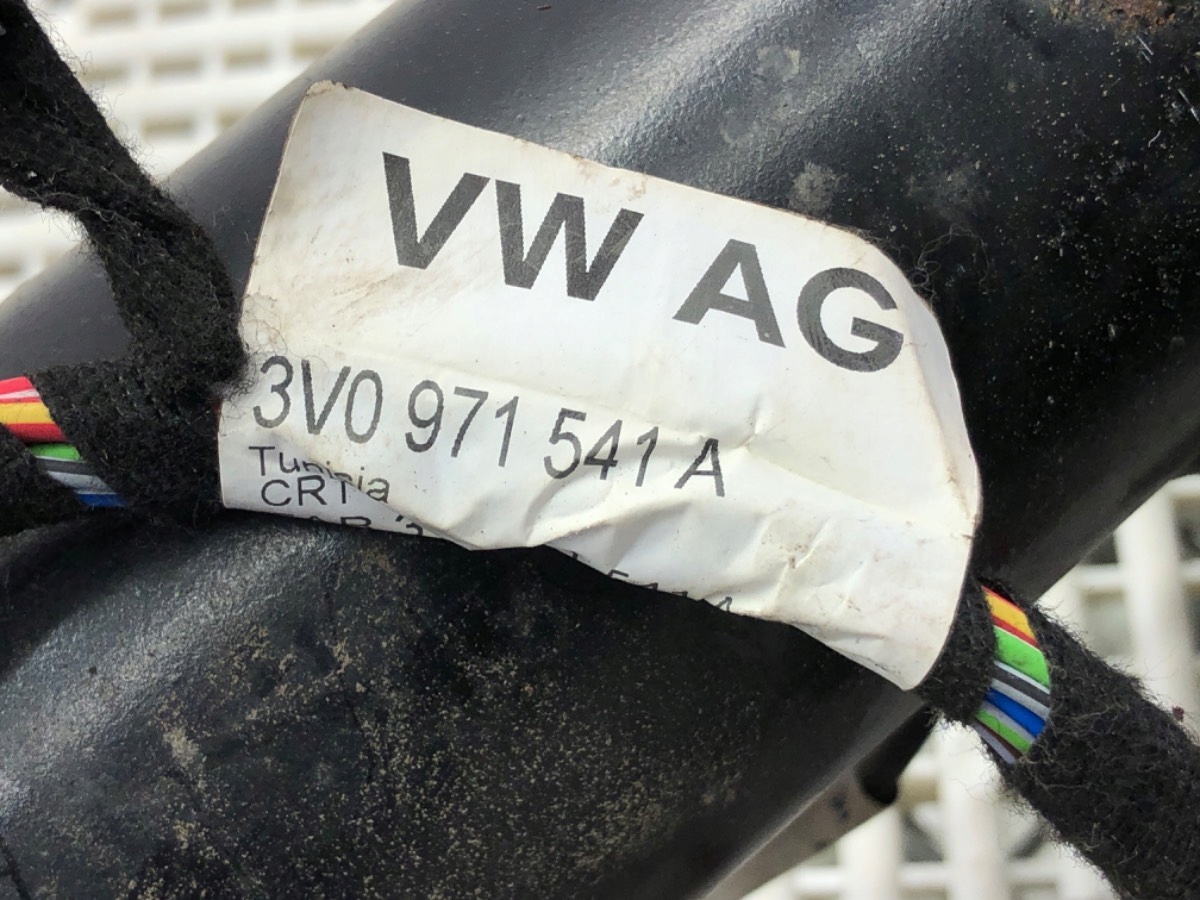 VW AG
3V0 971 541 A
Tunisia
CRT